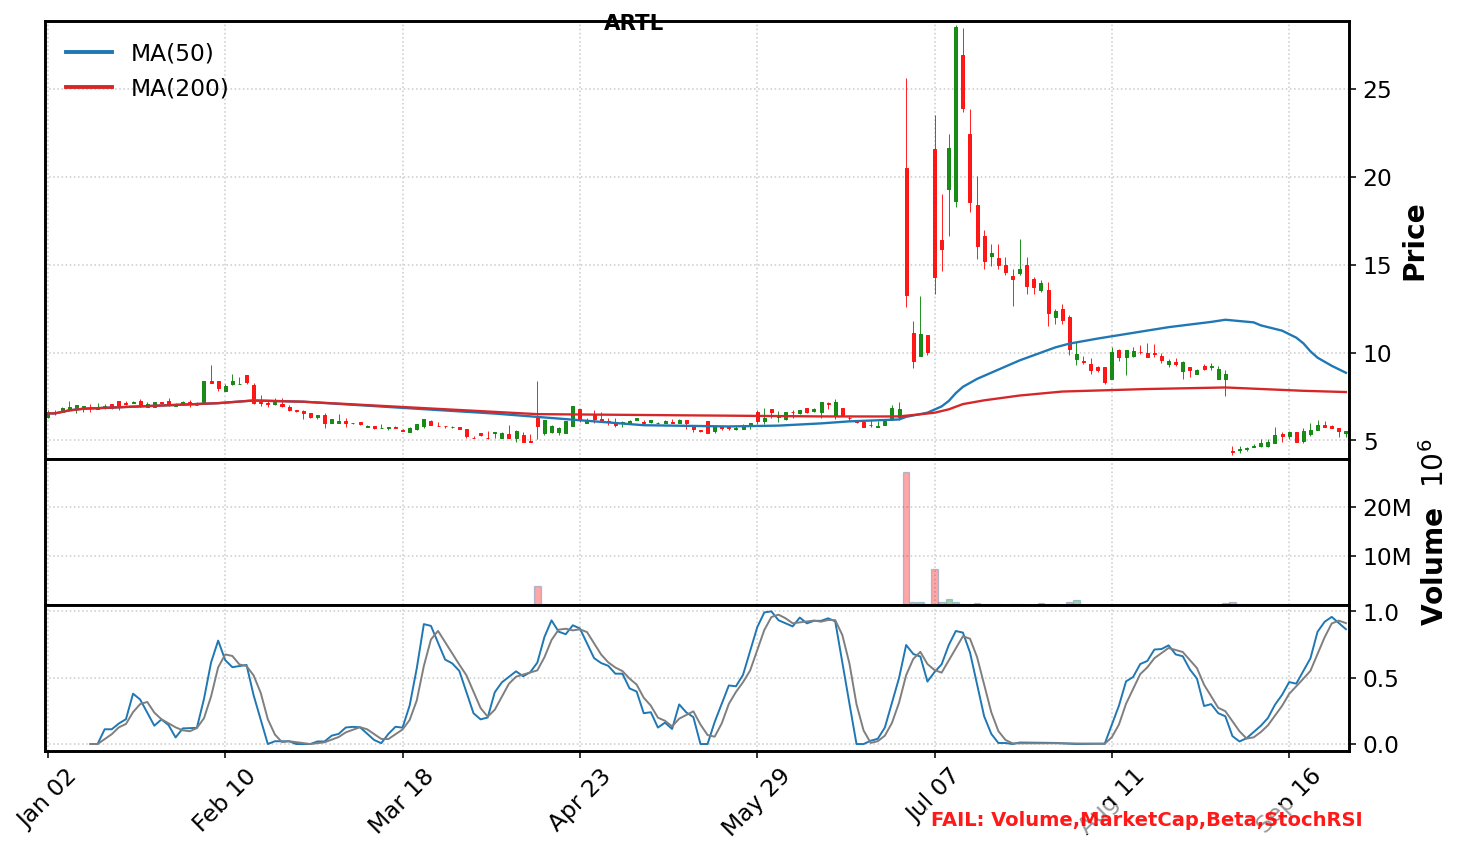 ARTL
MA(50)
MA(200)
25
20
15
10
5
Price
20M
10M
Volume 10^6
1.0
0.5
0.0
Jan 02
Feb 10
Mar 18
Apr 23
May 29
Jul 07
Aug 11
Sep 16
FAIL: Volume,MarketCap,Beta,StochRSI